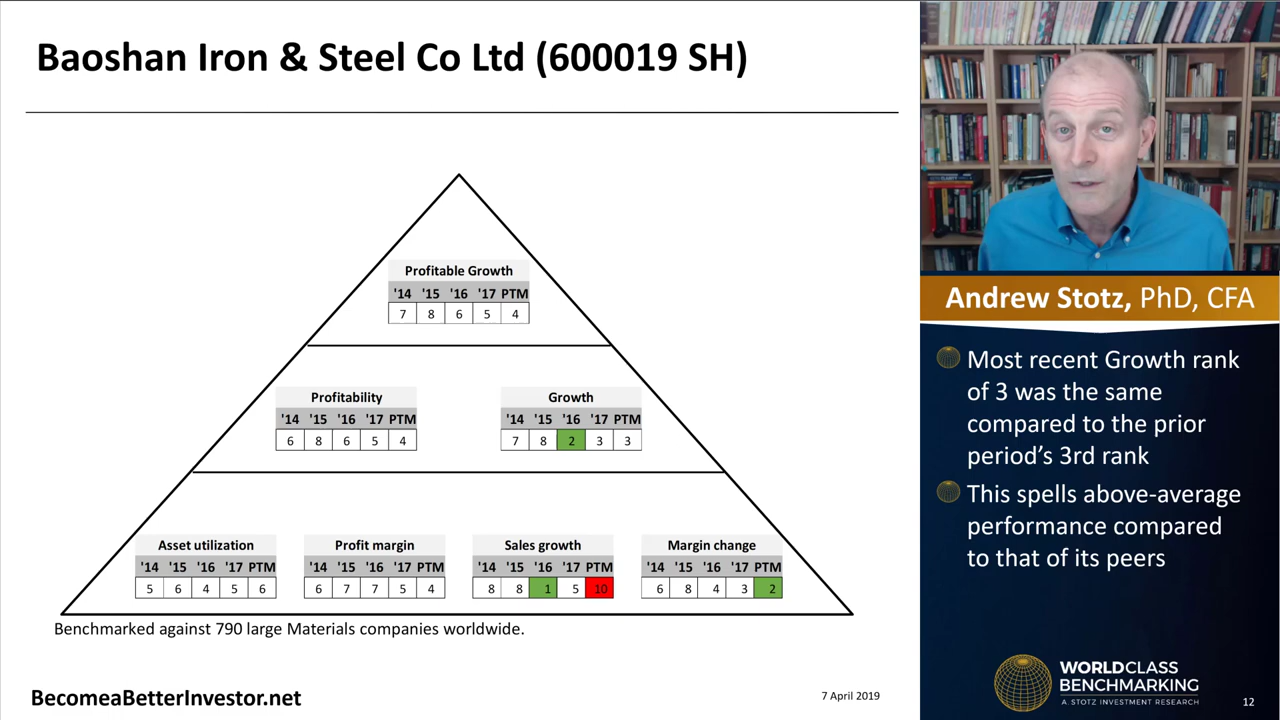 Baoshan Iron & Steel Co Ltd (600019 SH)
Profitable Growth
'14 '15 '16 '17 PTM
7 8 6 5 4
Profitability
'14 '15 '16 '17 PTM
6 8 6 5 4
Growth
'14 '15 '16 '17 PTM
7 8 2 3 3
Asset utilization
'14 '15 '16 '17 PTM
5 6 4 5 6
Profit margin
'14 '15 '16 '17 PTM
6 7 7 5 4
Sales growth
'14 '15 '16 '17 PTM
8 8 1 5 10
Margin change
'14 '15 '16 '17 PTM
6 8 4 3 2
Benchmarked against 790 large Materials companies worldwide.
BecomeaBetterInvestor.net
7 April 2019
Andrew Stotz, PhD, CFA
Most recent Growth rank
of 3 was the same
compared to the prior
period's 3rd rank
This spells above-average
performance compared
to that of its peers
WORLDCLASS
BENCHMARKING
A STOTZ INVESTMENT RESEARCH
12